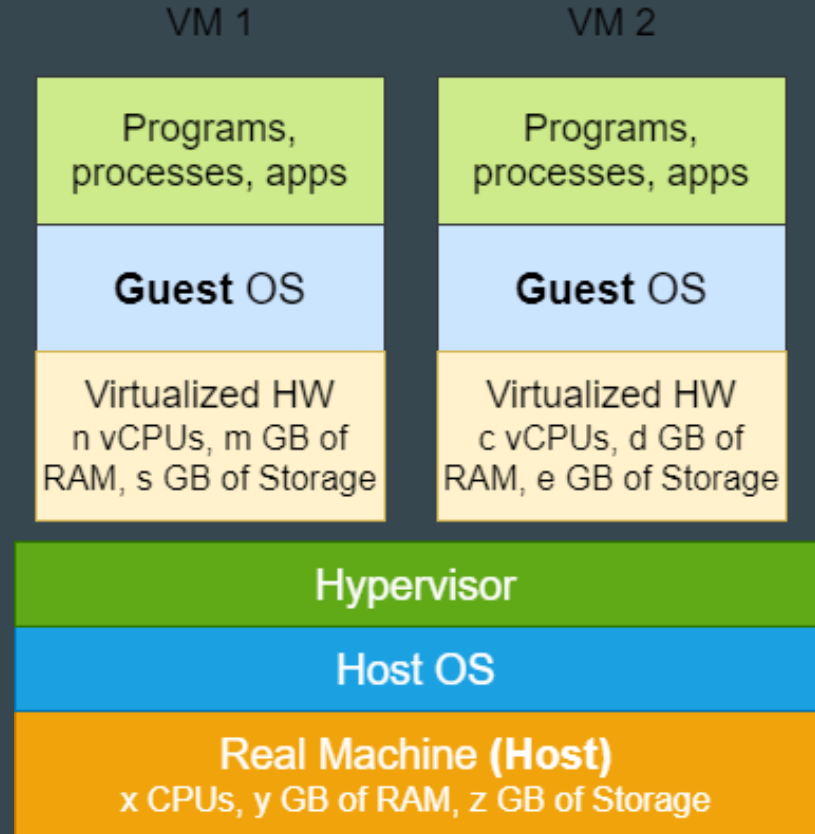 VM 1
Programs,
processes, apps
Guest OS
Virtualized HW
n vCPUs, m GB of
RAM, s GB of Storage
VM 2
Programs,
processes, apps
Guest OS
Virtualized HW
c vCPUs, d GB of
RAM, e GB of Storage
Hypervisor
Host OS
Real Machine (Host)
x CPUs, y GB of RAM, z GB of Storage